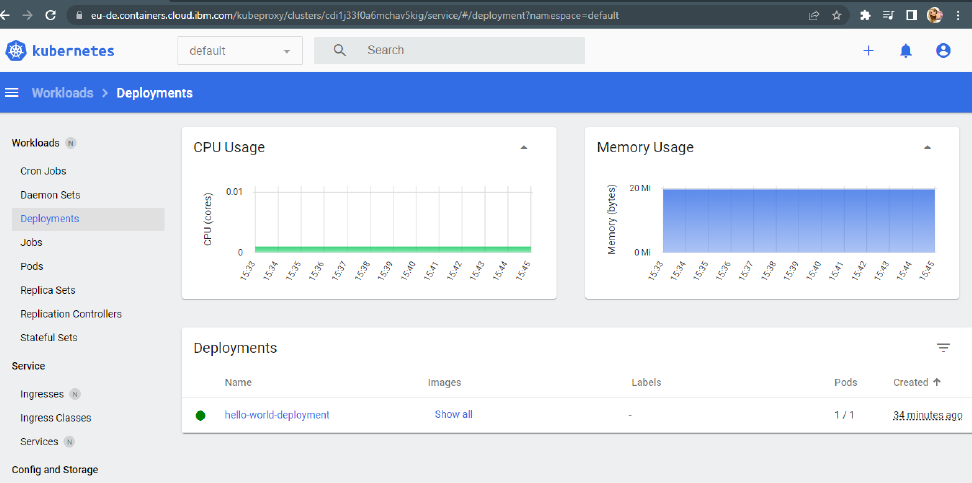 eu-de.containers.cloud.ibm.com/kubeproxy/clusters/cdi1j33f0a6mchav5kig/service/#/deployment?namespace=default
kubernetes
default
Search
Workloads > Deployments
Workloads N
Cron Jobs
Daemon Sets
Deployments
Jobs
Pods
Replica Sets
Replication Controllers
Stateful Sets
Service
Ingresses N
Ingress Classes
Services N
Config and Storage
CPU Usage
CPU (cores)
0.01
0
15:33 15:34 15:35 15:36 15:37 15:38 15:39 15:40 15:41 15:42 15:43 15:44 15:45
Memory Usage
Memory (bytes)
20 Mi
0 Mi
15:33 15:34 15:35 15:36 15:37 15:38 15:39 15:40 15:41 15:42 15:43 15:44 15:45
Deployments
Name Images Labels Pods Created
hello-world-deployment Show all - 1 / 1 34 minutes ago